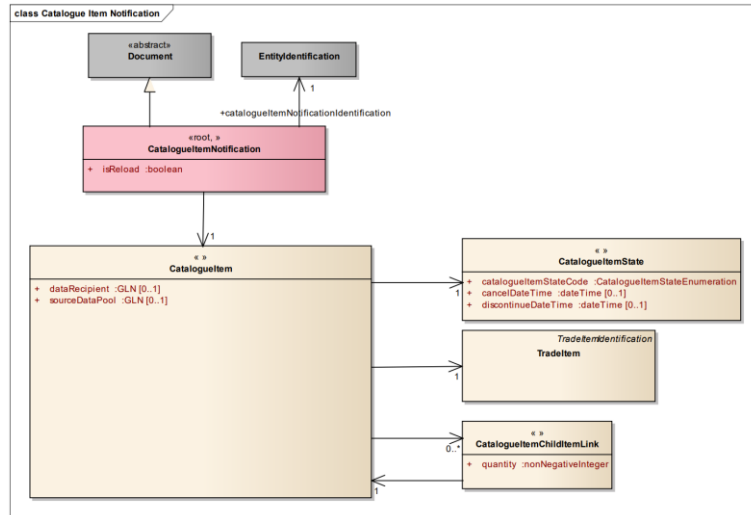 class Catalogue Item Notification
«abstract»
Document
EntityIdentification
1
+catalogueItemNotificationIdentification
«root, »
CatalogueItemNotification
+ isReload :boolean
1
« »
CatalogueItem
+ dataRecipient :GLN [0..1]
+ sourceDataPool :GLN [0..1]
« »
CatalogueItemState
+ catalogueItemStateCode :CatalogueItemStateEnumeration
+ cancelDateTime :dateTime [0..1]
+ discontinueDateTime :dateTime [0..1]
1
TradeItemIdentification
TradeItem
1
« »
CatalogueItemChildItemLink
+ quantity :nonNegativeInteger
0..*
1